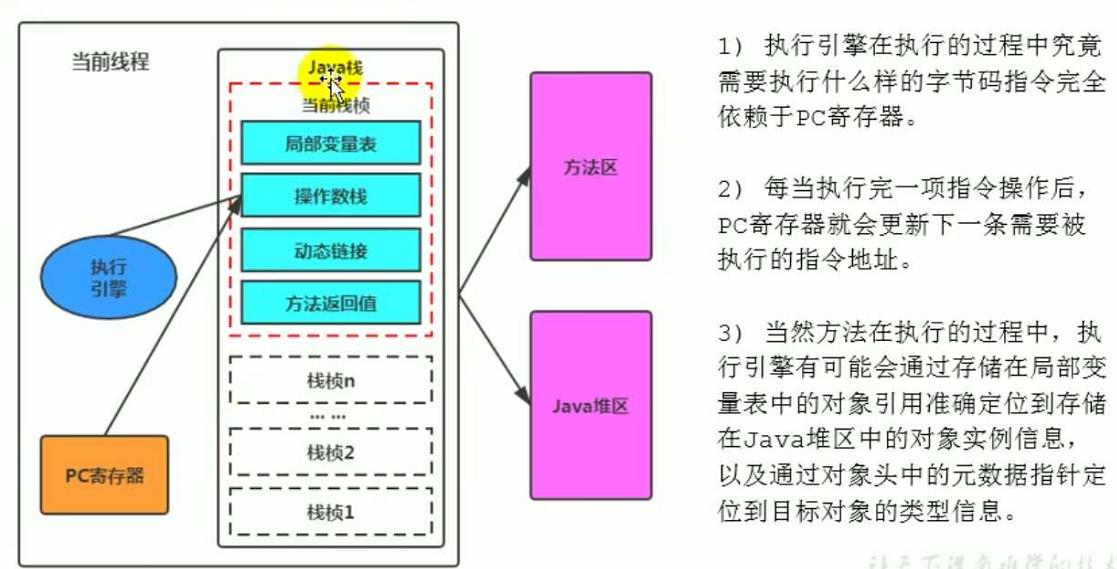 当前线程
Java栈
当前栈桢
局部变量表
操作数栈
动态链接
方法返回值
栈桢n
... ...
栈桢2
栈桢1
执行
引擎
PC寄存器
方法区
Java堆区
1) 执行引擎在执行的过程中究竟
需要执行什么样的字节码指令完全
依赖于PC寄存器。
2) 每当执行完一项指令操作后，
PC寄存器就会更新下一条需要被
执行的指令地址。
3) 当然方法在执行的过程中，执
行引擎有可能会通过存储在局部变
量表中的对象引用准确定位到存储
在Java堆区中的对象实例信息，
以及通过对象头中的元数据指针定
位到目标对象的类型信息。